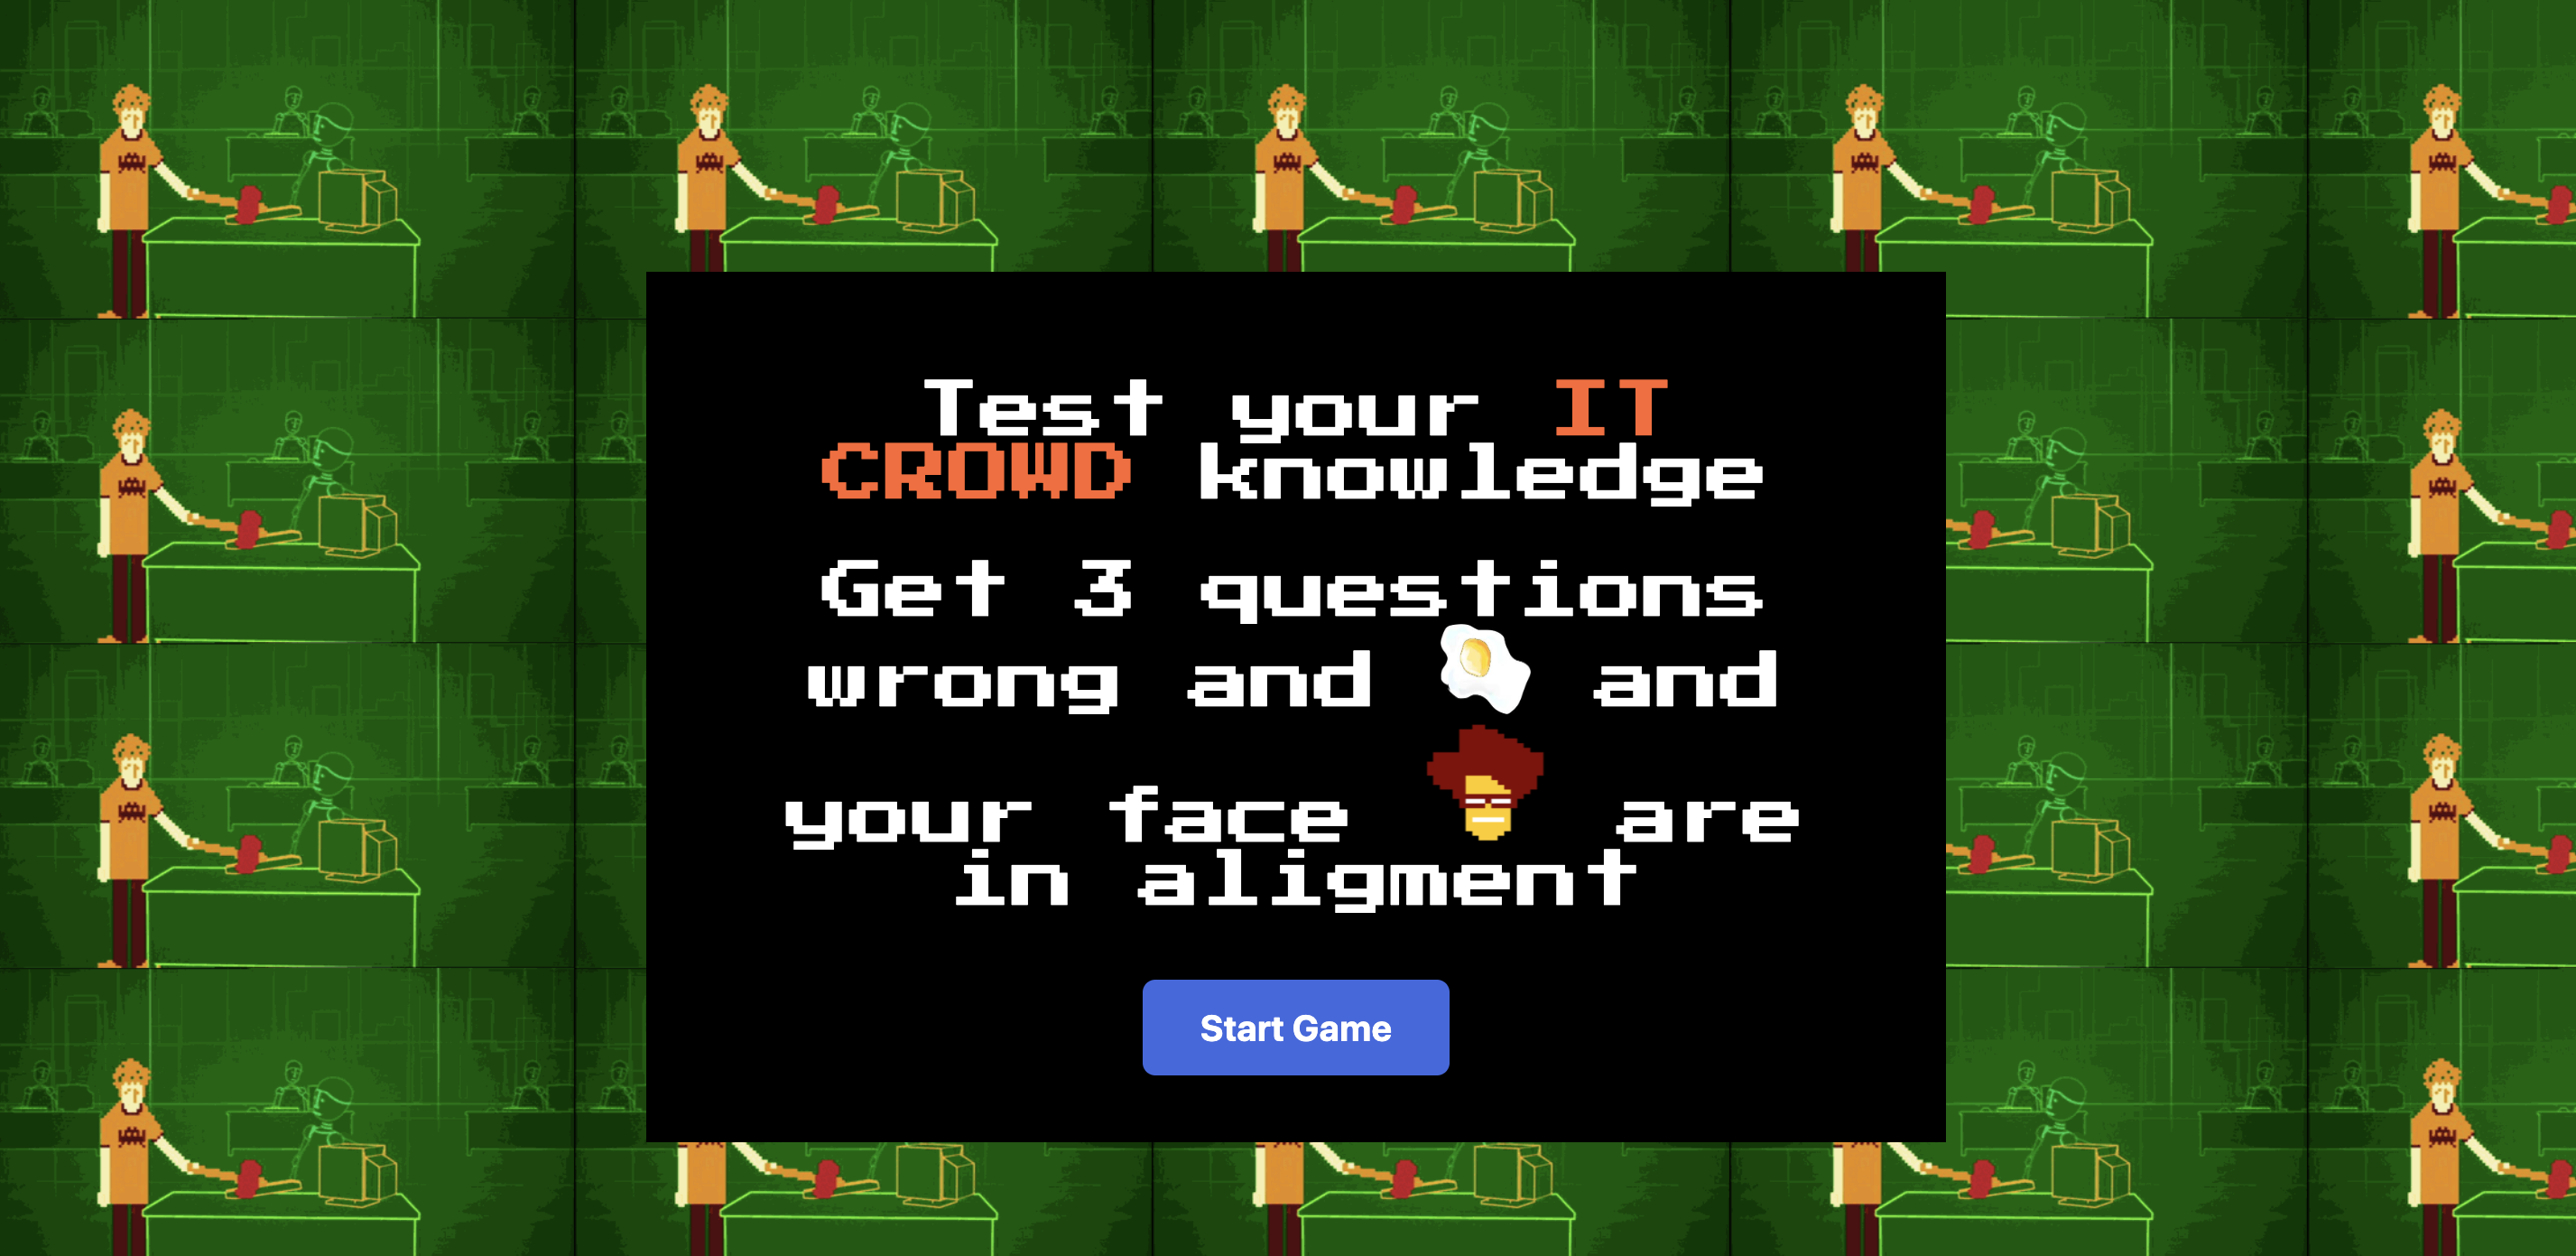 Test your IT
CROWD knowledge
Get 3 questions
wrong and and
your face are
in aligment
Start Game